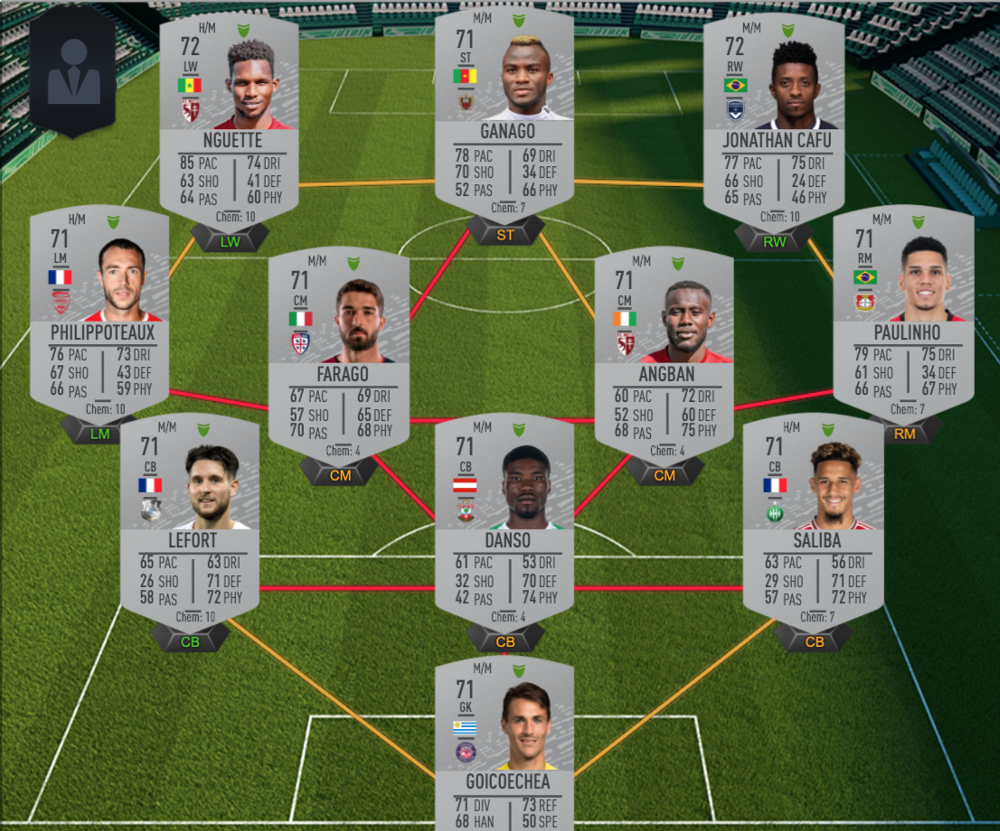 H/M
72
LW
NGUETTE
85 PAC 74 DRI
63 SHO 41 DEF
64 PAS 60 PHY
Chem: 10
LW
M/M
71
ST
GANAGO
78 PAC 69 DRI
70 SHO 34 DEF
52 PAS 66 PHY
Chem: 7
ST
M/M
72
RW
JONATHAN CAFU
77 PAC 75 DRI
66 SHO 24 DEF
65 PAS 46 PHY
Chem: 10
RW
H/M
71
LM
PHILIPPOTEAUX
76 PAC 73 DRI
67 SHO 43 DEF
66 PAS 59 PHY
Chem: 10
LM
M/M
71
CM
FARAGO
67 PAC 69 DRI
57 SHO 65 DEF
70 PAS 68 PHY
Chem: 4
CM
M/M
71
CM
ANGBAN
60 PAC 72 DRI
52 SHO 60 DEF
68 PAS 75 PHY
Chem: 4
CM
M/M
71
RM
PAULINHO
79 PAC 75 DRI
61 SHO 34 DEF
66 PAS 67 PHY
Chem: 7
RM
M/M
71
CB
LEFORT
65 PAC 63 DRI
26 SHO 71 DEF
58 PAS 72 PHY
Chem: 10
CB
M/M
71
CB
DANSO
61 PAC 53 DRI
32 SHO 70 DEF
42 PAS 74 PHY
Chem: 4
CB
H/M
71
CB
SALIBA
63 PAC 56 DRI
29 SHO 71 DEF
57 PAS 72 PHY
Chem: 7
CB
M/M
71
GK
GOICOECHEA
71 DIV 73 REF
68 HAN 50 SPE